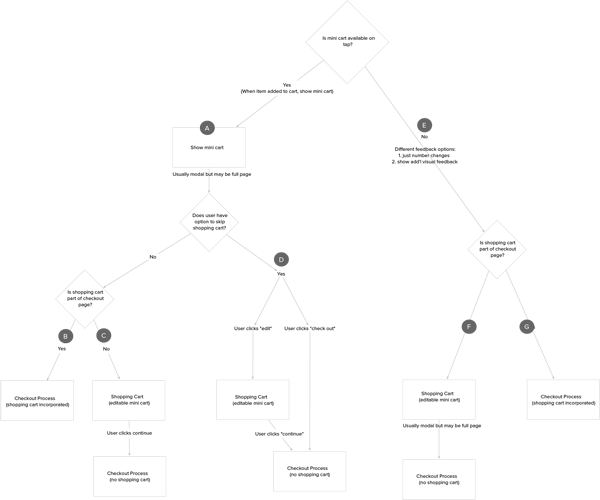 Is mini cart available on
tap?
Yes
(When item added to cart, show mini cart)
A
Show mini cart
Usually modal but may be full page
E
No
Different feedback options:
1. just number changes
2. show add'l visual feedback
Does user have
option to skip
shopping cart?
No
D
Yes
Is shopping cart
part of checkout
page?
Is shopping cart
part of checkout
page?
B
Yes
C
No
User clicks "edit"
User clicks "check out"
F
G
Checkout Process
(shopping cart incorporated)
Shopping Cart
(editable mini cart)
Shopping Cart
(editable mini cart)
Shopping Cart
(editable mini cart)
Checkout Process
(shopping cart incorporated)
User clicks continue
User clicks "continue"
Usually modal but may be full page
Checkout Process
(no shopping cart)
Checkout Process
(no shopping cart)
Checkout Process
(no shopping cart)